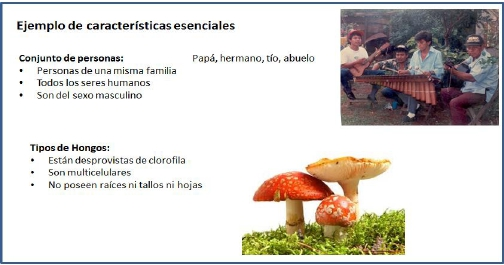 Ejemplo de características esenciales
Conjunto de personas: Papá, hermano, tío, abuelo
• Personas de una misma familia
• Todos los seres humanos
• Son del sexo masculino
Tipos de Hongos:
• Están desprovistas de clorofila
• Son multicelulares
• No poseen raíces ni tallos ni hojas